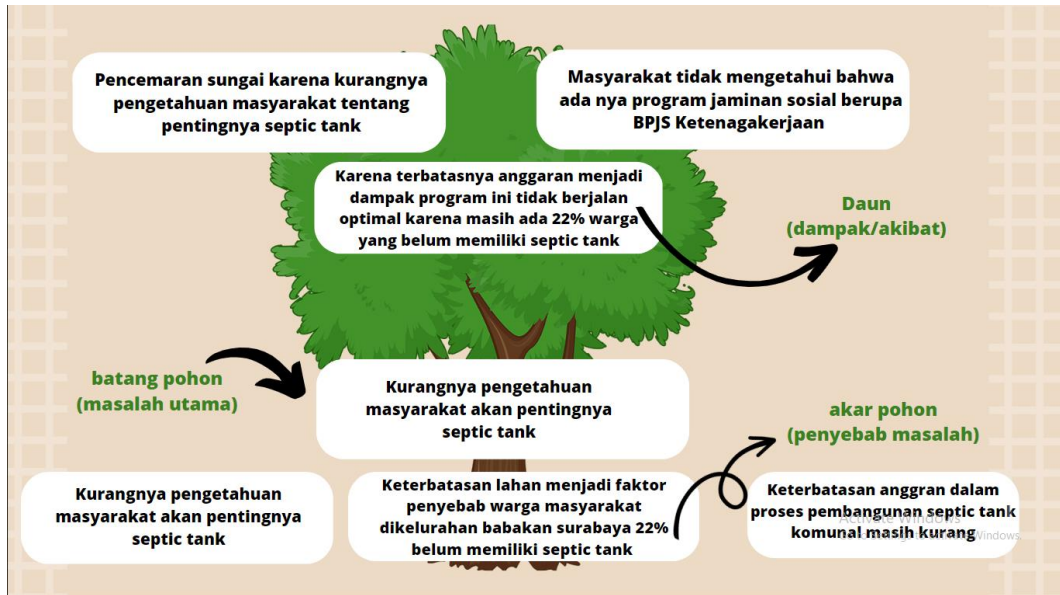 Pencemaran sungai karena kurangnya
pengetahuan masyarakat tentang
pentingnya septic tank
Masyarakat tidak mengetahui bahwa
ada nya program jaminan sosial berupa
BPJS Ketenagakerjaan
Karena terbatasnya anggaran menjadi
dampak program ini tidak berjalan
optimal karena masih ada 22% warga
yang belum memiliki septic tank
Daun
(dampak/akibat)
batang pohon
(masalah utama)
Kurangnya pengetahuan
masyarakat akan pentingnya
septic tank
akar pohon
(penyebab masalah)
Kurangnya pengetahuan
masyarakat akan pentingnya
septic tank
Keterbatasan lahan menjadi faktor
penyebab warga masyarakat
dikelurahan babakan surabaya 22%
belum memiliki septic tank
Keterbatasan anggran dalam
proses pembangunan septic tank
komunal masih kurang
Activate Windows
Windows.